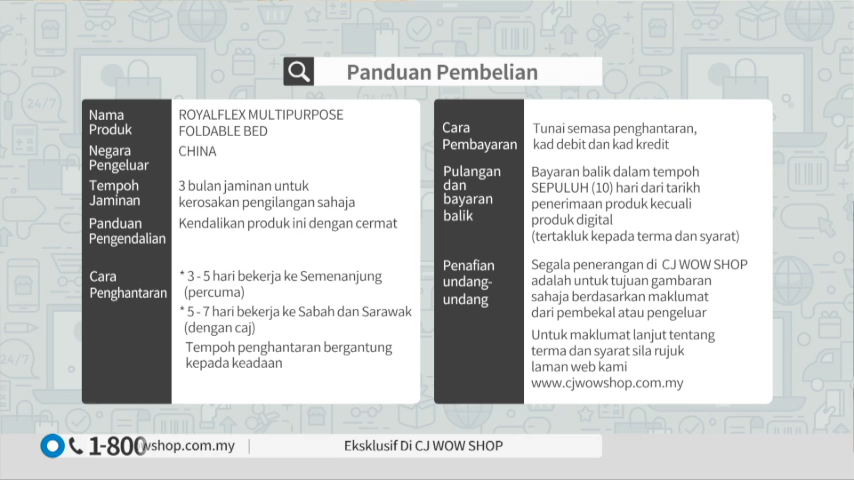 Panduan Pembelian
Nama
Produk
ROYALFLEX MULTIPURPOSE
FOLDABLE BED
Negara
Pengeluar
CHINA
Tempoh
Jaminan
3 bulan jaminan untuk
kerosakan pengilangan sahaja
Panduan
Pengendalian
Kendalikan produk ini dengan cermat
Cara
Penghantaran
* 3 - 5 hari bekerja ke Semenanjung
(percuma)
* 5 - 7 hari bekerja ke Sabah dan Sarawak
(dengan caj)
Tempoh penghantaran bergantung
kepada keadaan
Cara
Pembayaran
Tunai semasa penghantaran,
kad debit dan kad kredit
Pulangan
dan
bayaran
balik
Bayaran balik dalam tempoh
SEPULUH (10) hari dari tarikh
penerimaan produk kecuali
produk digital
(tertakluk kepada terma dan syarat)
Penafian
undang-
undang
Segala penerangan di CJ WOW SHOP
adalah untuk tujuan gambaran
sahaja berdasarkan maklumat
dari pembekal atau pengeluar
Untuk maklumat lanjut tentang
terma dan syarat sila rujuk
laman web kami
www.cjwowshop.com.my
1-800 wshop.com.my | Eksklusif Di CJ WOW SHOP
24/7
24/7